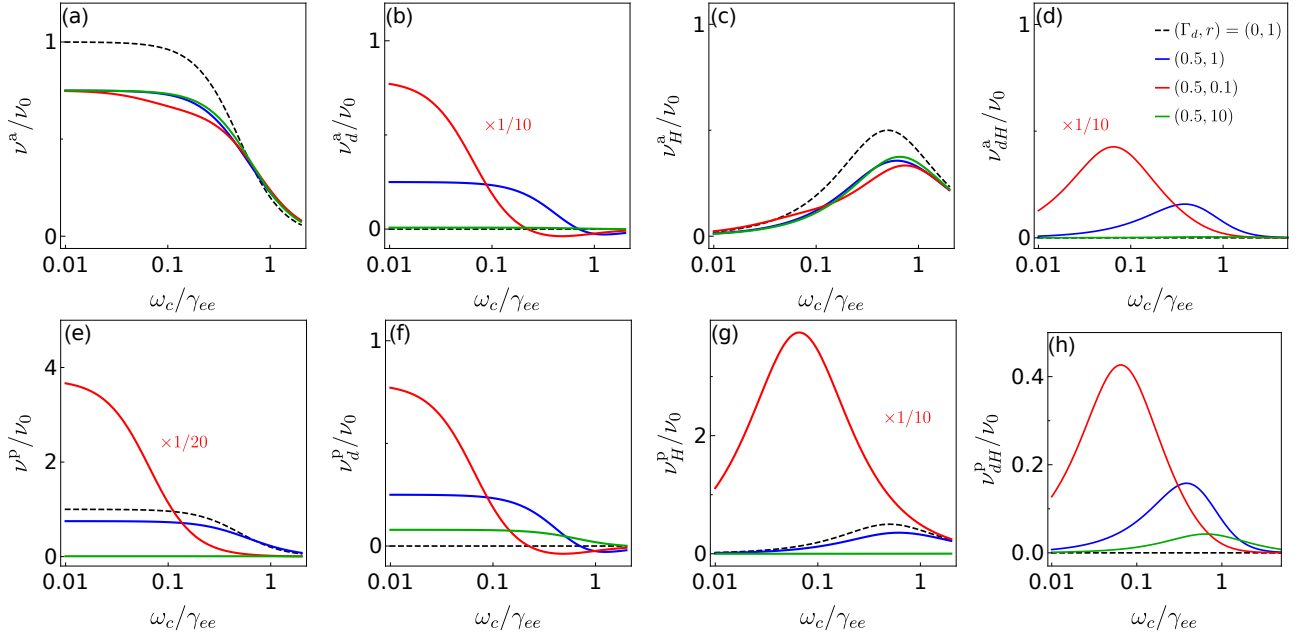 (a)
ν^a/ν_0
1
0
0.01
0.1
1
ω_c/γ_ee
(b)
ν_d^a/ν_0
1
0
×1/10
0.01
0.1
1
ω_c/γ_ee
(c)
ν_H^a/ν_0
1
0
0.01
0.1
1
ω_c/γ_ee
(d)
ν_dH^a/ν_0
1
0
×1/10
(Γ_d, r) = (0, 1)
(0.5, 1)
(0.5, 0.1)
(0.5, 10)
0.01
0.1
1
ω_c/γ_ee
(e)
ν^p/ν_0
4
2
0
×1/20
0.01
0.1
1
ω_c/γ_ee
(f)
ν_d^p/ν_0
1
0
0.01
0.1
1
ω_c/γ_ee
(g)
ν_H^p/ν_0
2
0
×1/10
0.01
0.1
1
ω_c/γ_ee
(h)
ν_dH^p/ν_0
0.4
0.2
0.0
0.01
0.1
1
ω_c/γ_ee